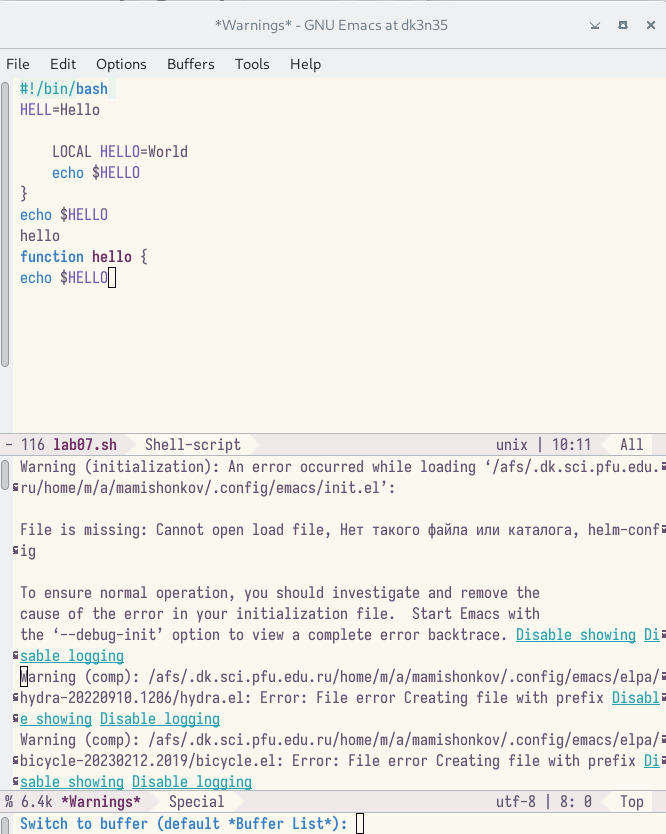 *Warnings* - GNU Emacs at dk3n35
File Edit Options Buffers Tools Help
#!/bin/bash
HELL=Hello
LOCAL HELLO=World
echo $HELLO
}
echo $HELLO
hello
function hello {
echo $HELLO
- 116 lab07.sh Shell-script unix | 10:11 All
Warning (initialization): An error occurred while loading ‘/afs/.dk.sci.pfu.edu.
ru/home/m/a/mamishonkov/.config/emacs/init.el’:
File is missing: Cannot open load file, Нет такого файла или каталога, helm-conf
ig
To ensure normal operation, you should investigate and remove the
cause of the error in your initialization file.  Start Emacs with
the ‘--debug-init’ option to view a complete error backtrace. Disable showing Di
sable logging
Warning (comp): /afs/.dk.sci.pfu.edu.ru/home/m/a/mamishonkov/.config/emacs/elpa/
hydra-20220910.1206/hydra.el: Error: File error Creating file with prefix Disabl
e showing Disable logging
Warning (comp): /afs/.dk.sci.pfu.edu.ru/home/m/a/mamishonkov/.config/emacs/elpa/
bicycle-20230212.2019/bicycle.el: Error: File error Creating file with prefix Di
sable showing Disable logging
% 6.4k *Warnings* Special utf-8 | 8: 0 Top
Switch to buffer (default *Buffer List*):